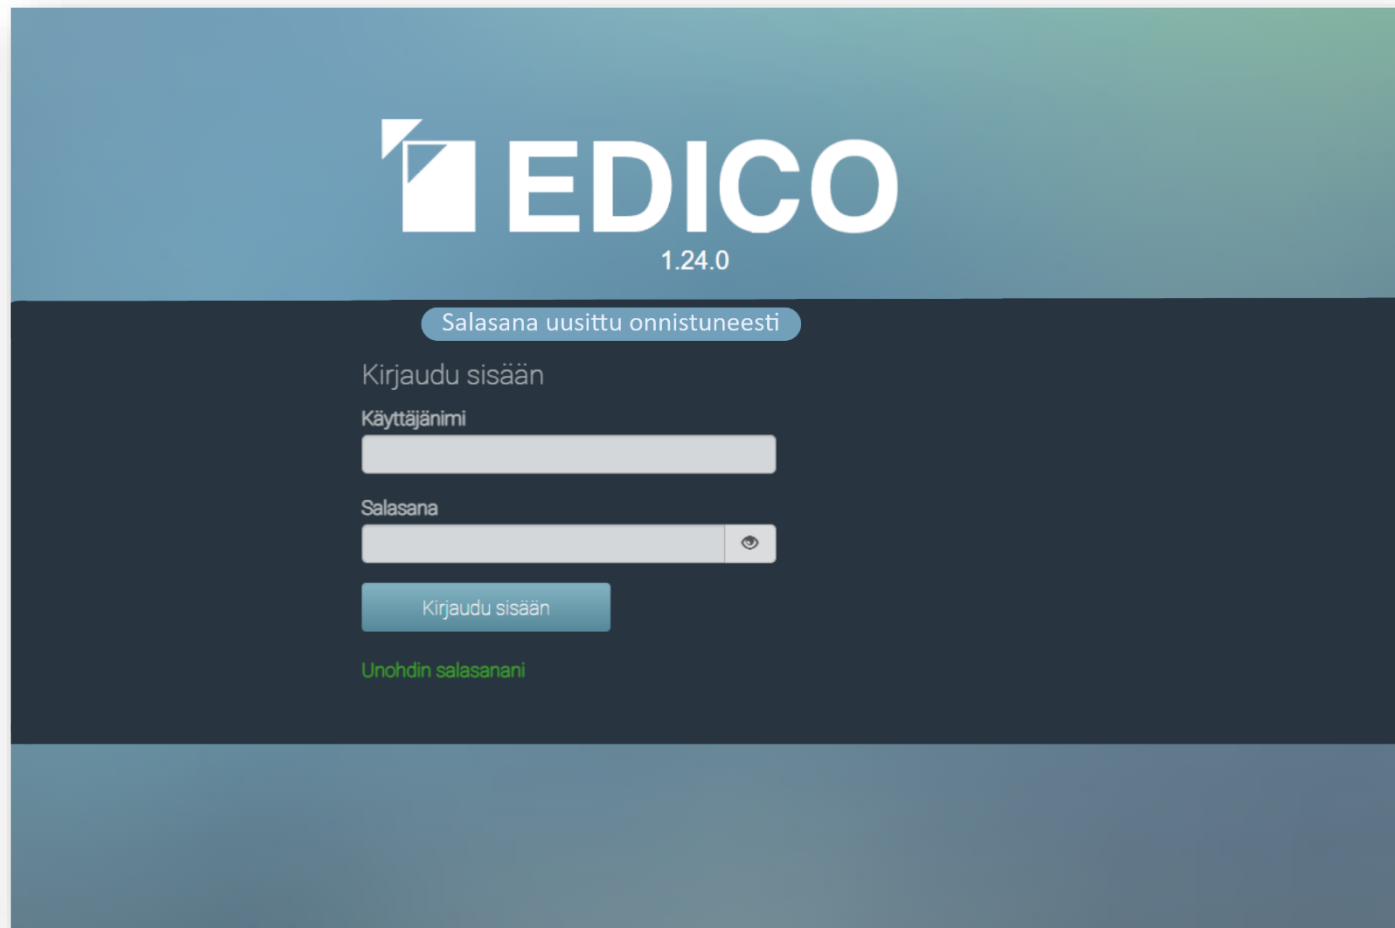 EDICO
1.24.0
Salasana uusittu onnistuneesti
Kirjaudu sisään
Käyttäjänimi
Salasana
Kirjaudu sisään
Unohdin salasanani